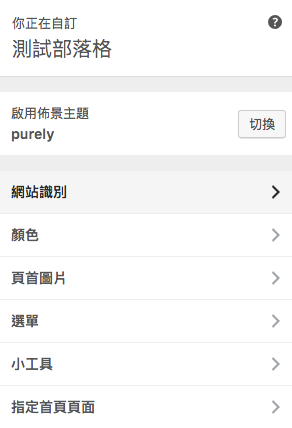 你正在自訂
測試部落格
啟用佈景主題
purely
切換
網站識別
顏色
頁首圖片
選單
小工具
指定首頁頁面